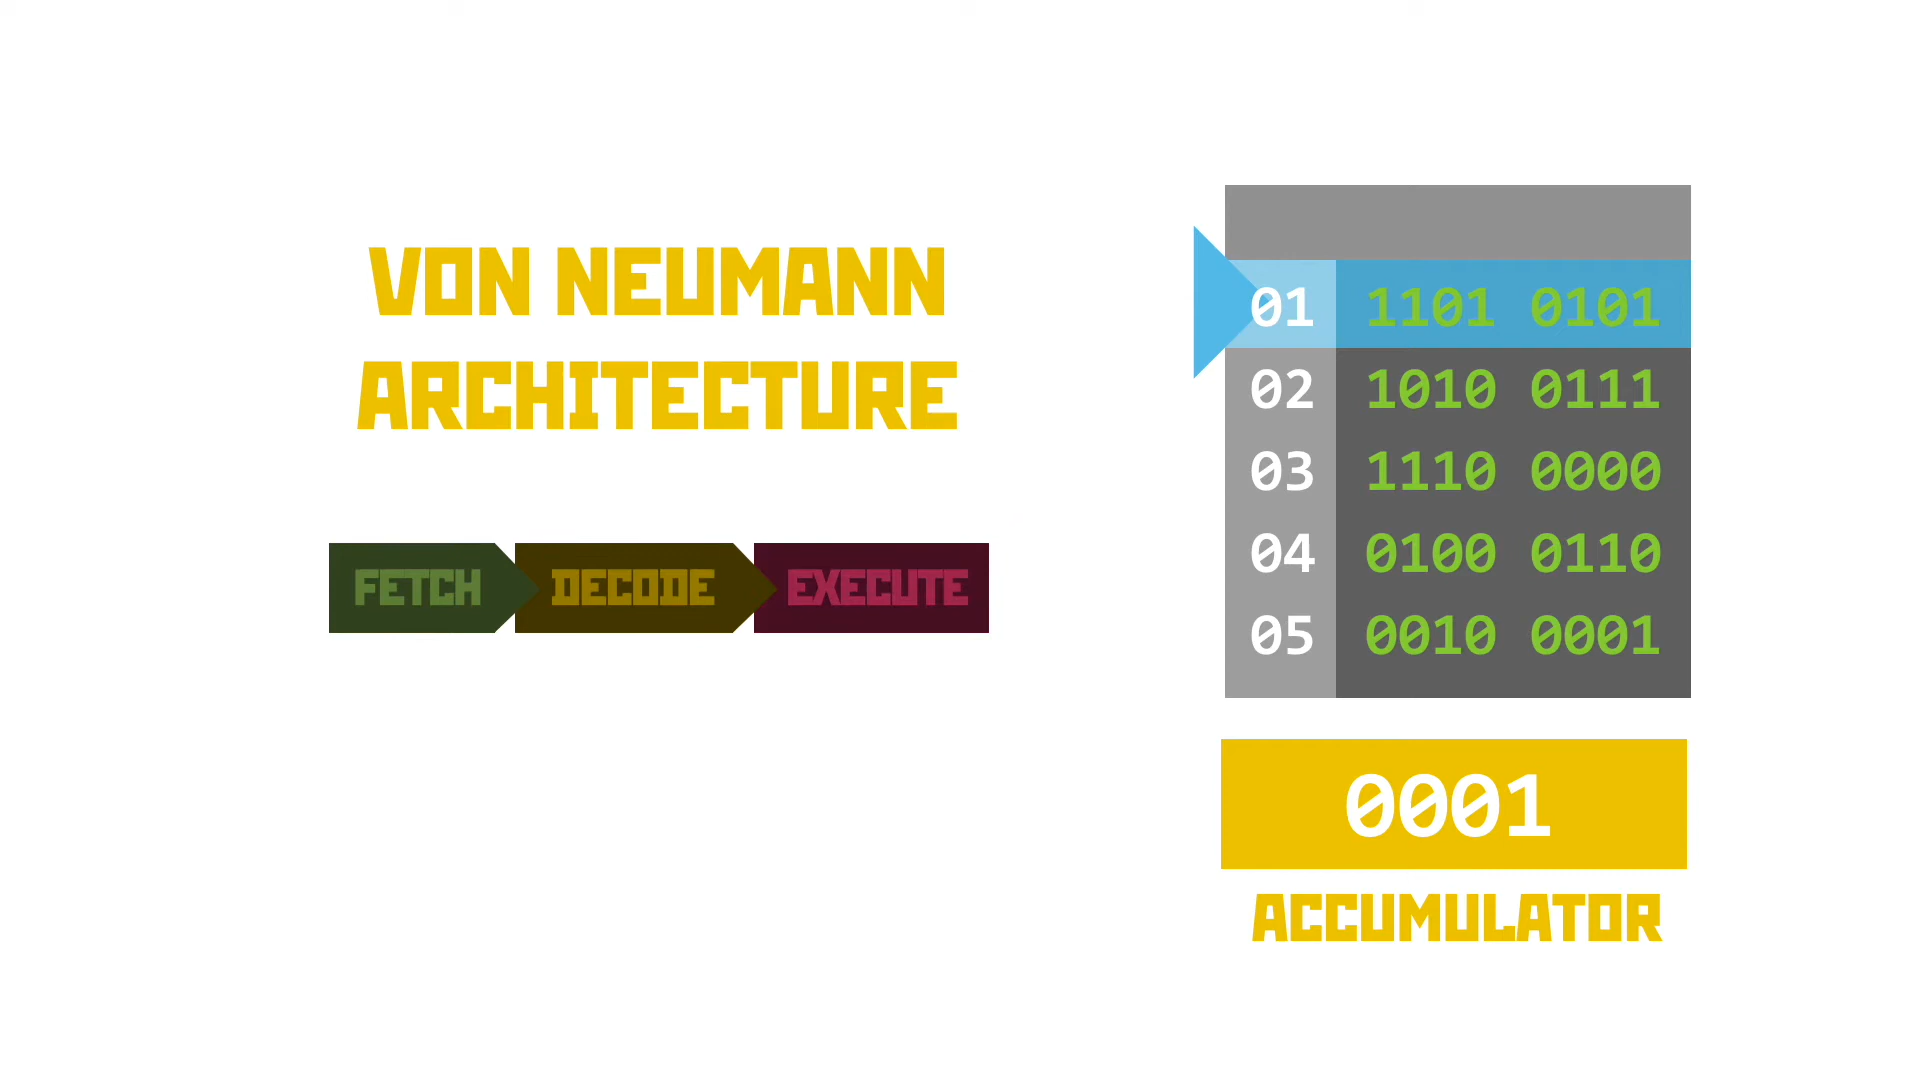 VON NEUMANN
ARCHITECTURE
FETCH DECODE EXECUTE
01 1101 0101
02 1010 0111
03 1110 0000
04 0100 0110
05 0010 0001
0001
ACCUMULATOR